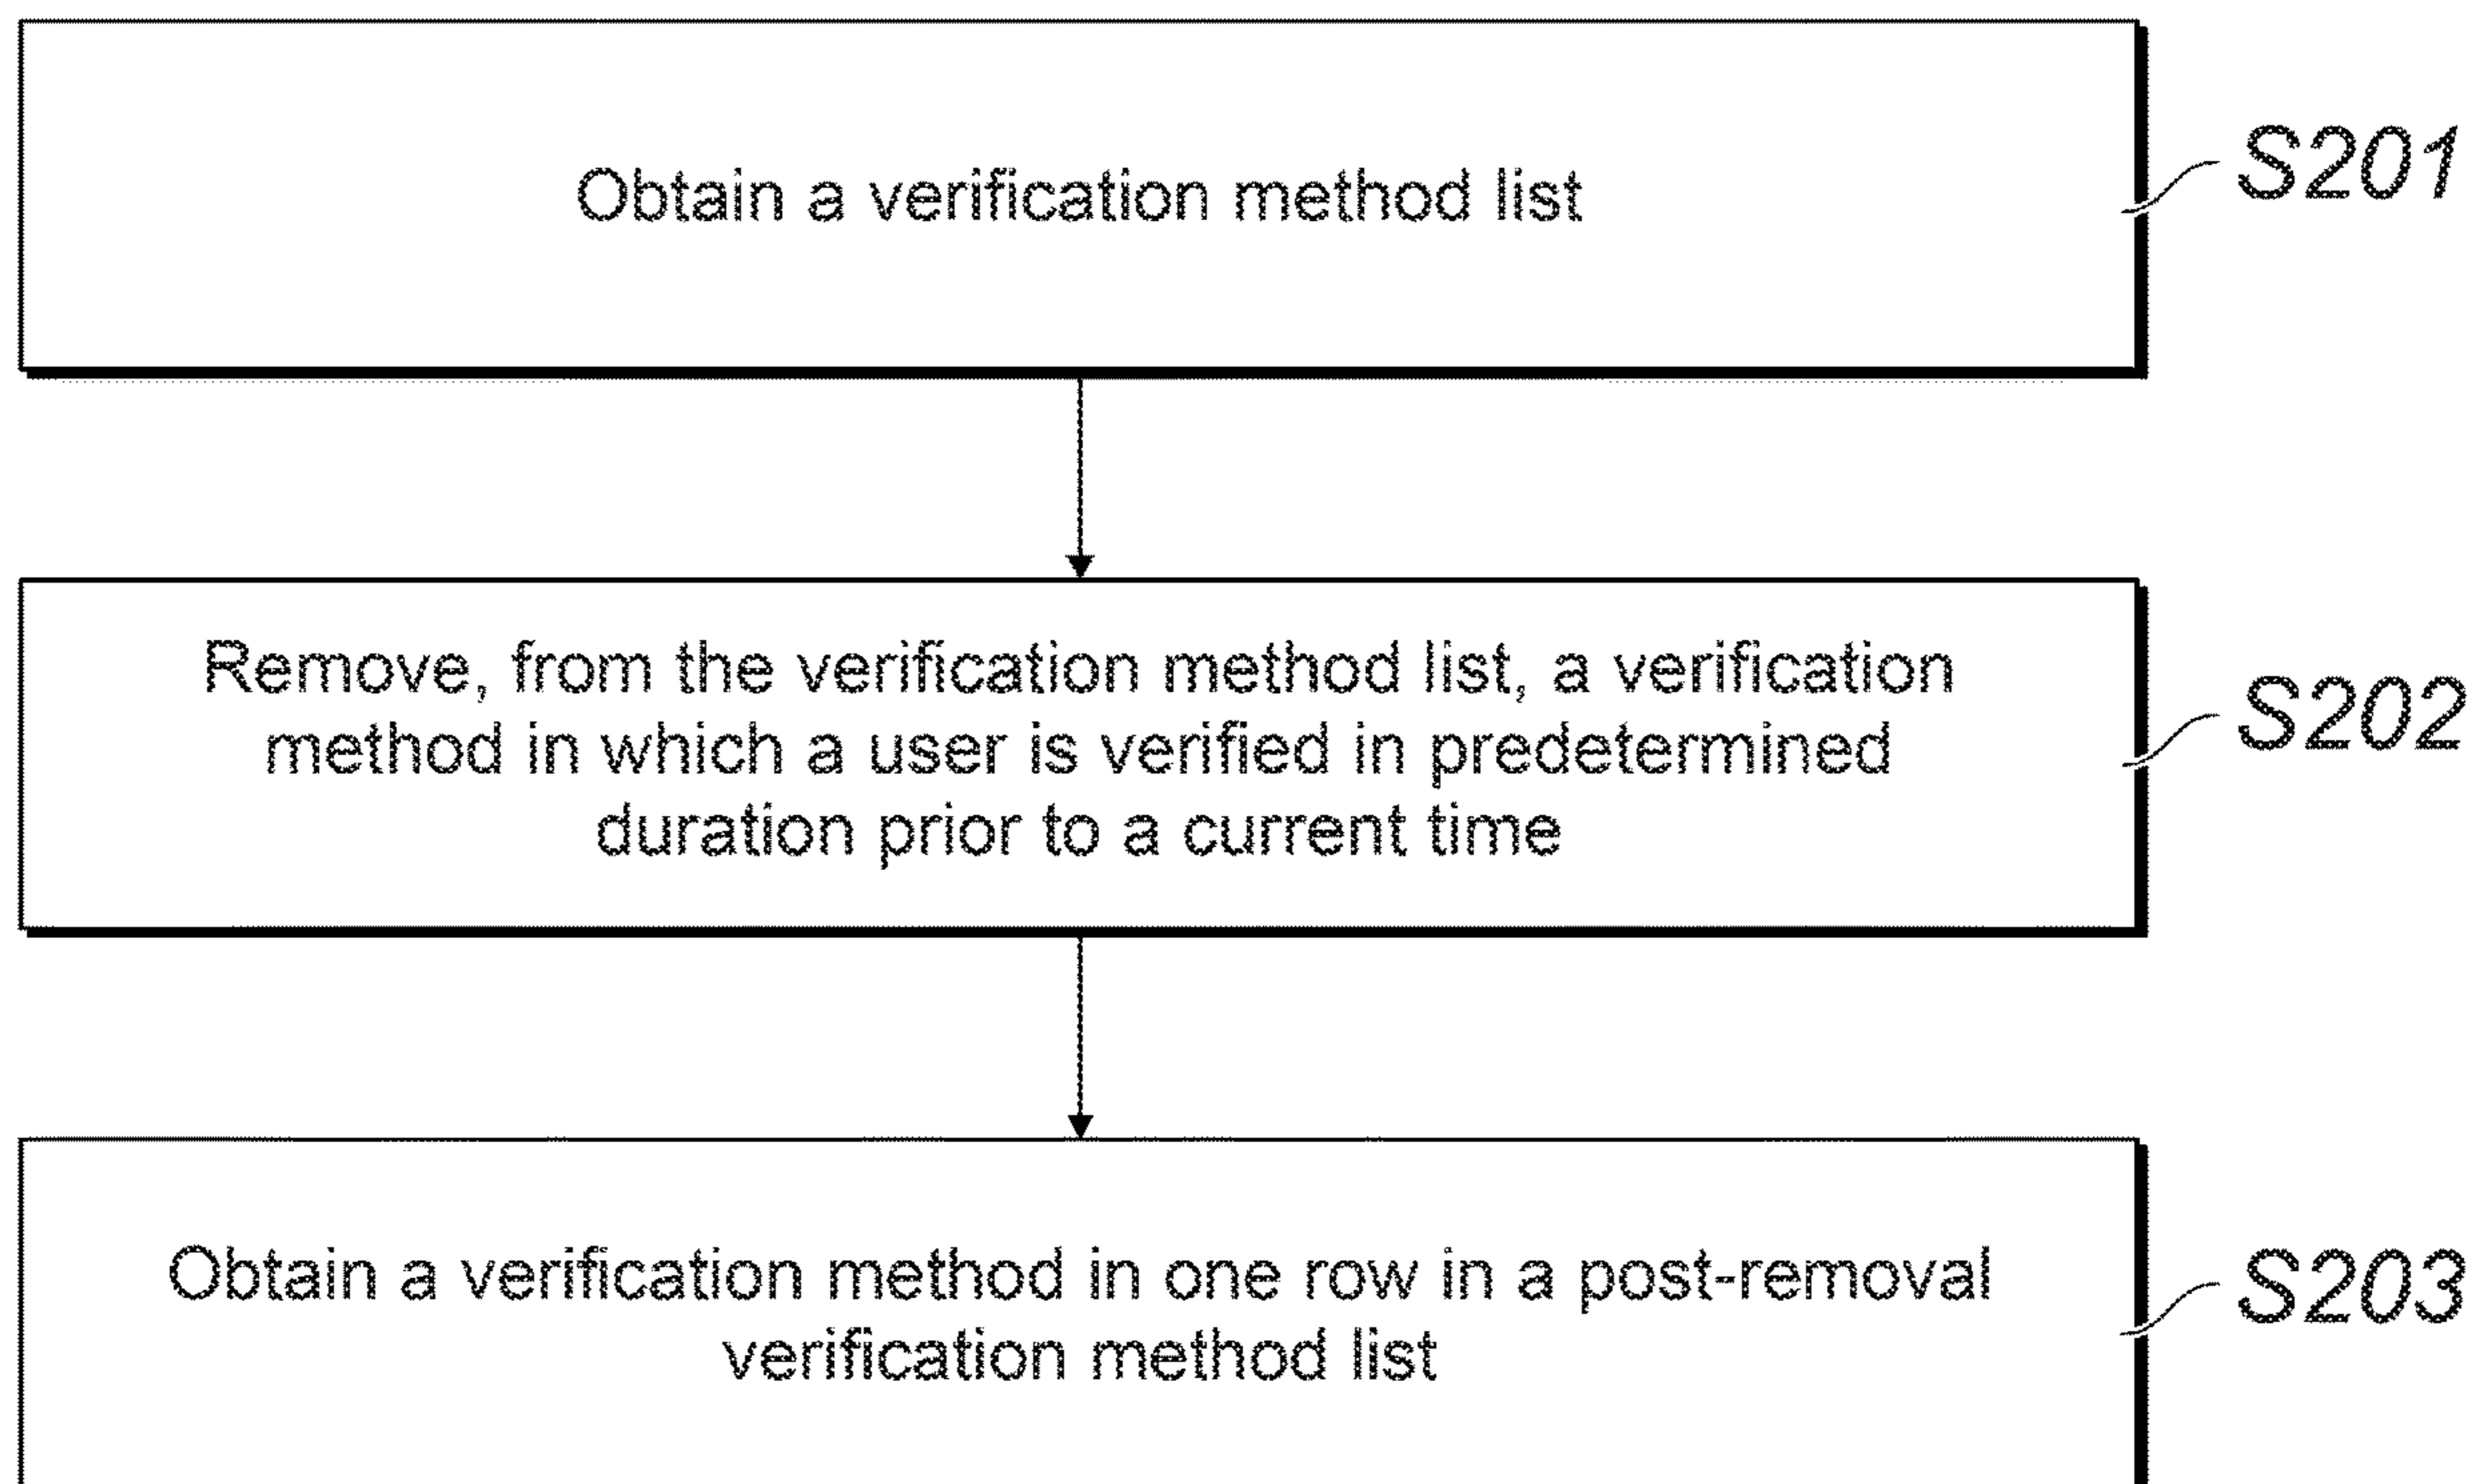 Obtain a verification method list
S201
Remove, from the verification method list, a verification
method in which a user is verified in predetermined
duration prior to a current time
S202
Obtain a verification method in one row in a post-removal
verification method list
S203